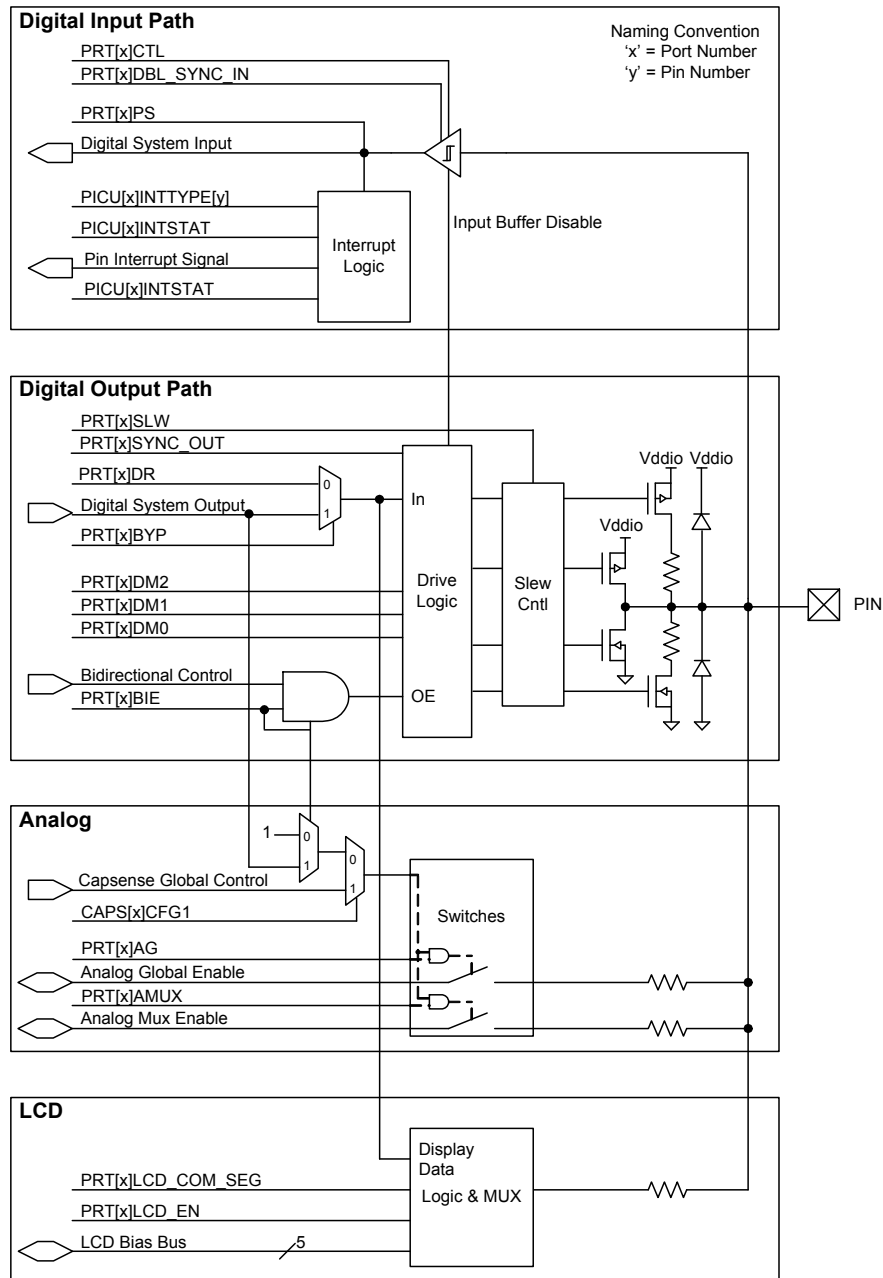 Digital Input Path
Naming Convention
‘x’ = Port Number
‘y’ = Pin Number
PRT[x]CTL
PRT[x]DBL_SYNC_IN
PRT[x]PS
Digital System Input
PICU[x]INTTYPE[y]
PICU[x]INTSTAT
Pin Interrupt Signal
PICU[x]INTSTAT
Interrupt
Logic
Input Buffer Disable
Digital Output Path
PRT[x]SLW
PRT[x]SYNC_OUT
PRT[x]DR
Digital System Output
PRT[x]BYP
0
1
In
PRT[x]DM2
PRT[x]DM1
PRT[x]DM0
Drive
Logic
Slew
Cntl
Vddio Vddio
Vddio
PIN
Bidirectional Control
PRT[x]BIE
OE
Analog
1
0
1
0
1
Capsense Global Control
CAPS[x]CFG1
Switches
PRT[x]AG
Analog Global Enable
PRT[x]AMUX
Analog Mux Enable
LCD
Display
Data
Logic & MUX
PRT[x]LCD_COM_SEG
PRT[x]LCD_EN
LCD Bias Bus
5